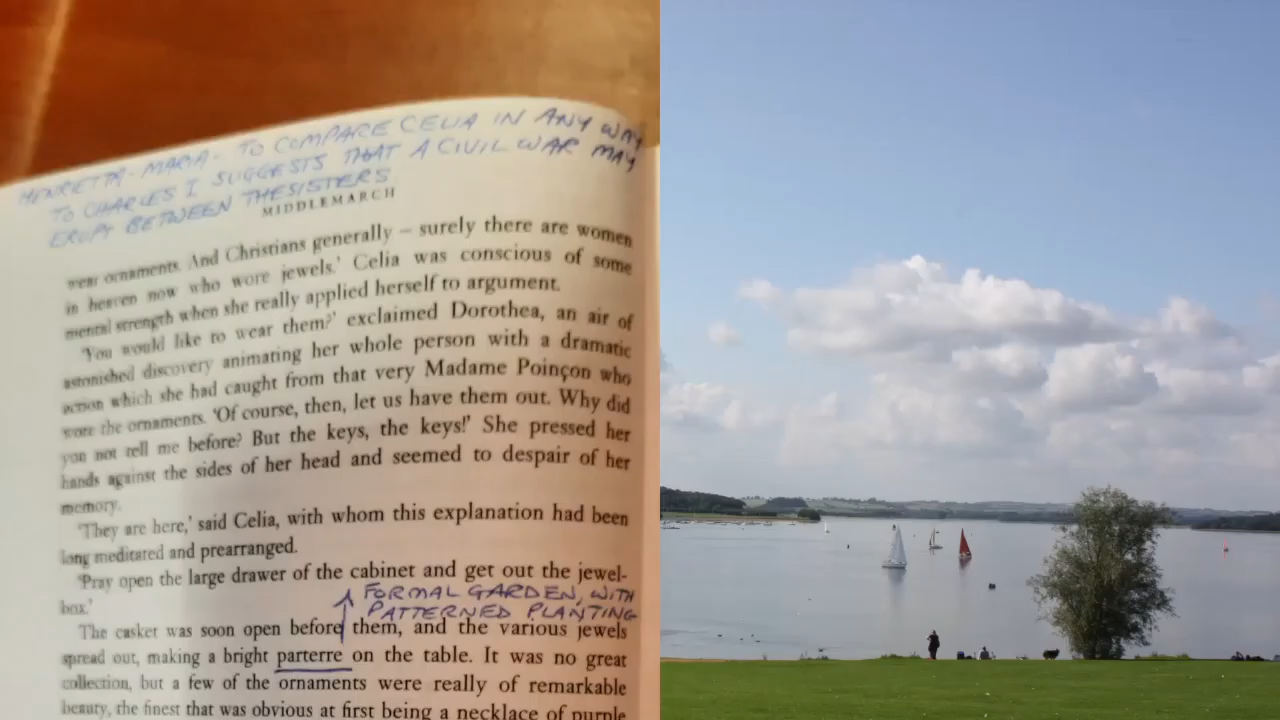 HENRIETTA-MARIA - TO COMPARE CELIA IN ANY WAY
TO CHARLES I SUGGESTS THAT A CIVIL WAR MAY
ERUPT BETWEEN THE SISTERS
MIDDLEMARCH
wear ornaments. And Christians generally – surely there are women
in heaven now who wore jewels.’ Celia was conscious of some
mental strength when she really applied herself to argument.
‘You would like to wear them?’ exclaimed Dorothea, an air of
astonished discovery animating her whole person with a dramatic
action which she had caught from that very Madame Poinçon who
wore the ornaments. ‘Of course, then, let us have them out. Why did
you not tell me before? But the keys, the keys!’ She pressed her
hands against the sides of her head and seemed to despair of her
memory.
‘They are here,’ said Celia, with whom this explanation had been
long meditated and prearranged.
‘Pray open the large drawer of the cabinet and get out the jewel-
box.’
FORMAL GARDEN, WITH
PATTERNED PLANTING
The casket was soon open before them, and the various jewels
spread out, making a bright parterre on the table. It was no great
collection, but a few of the ornaments were really of remarkable
beauty, the finest that was obvious at first being a necklace of purple